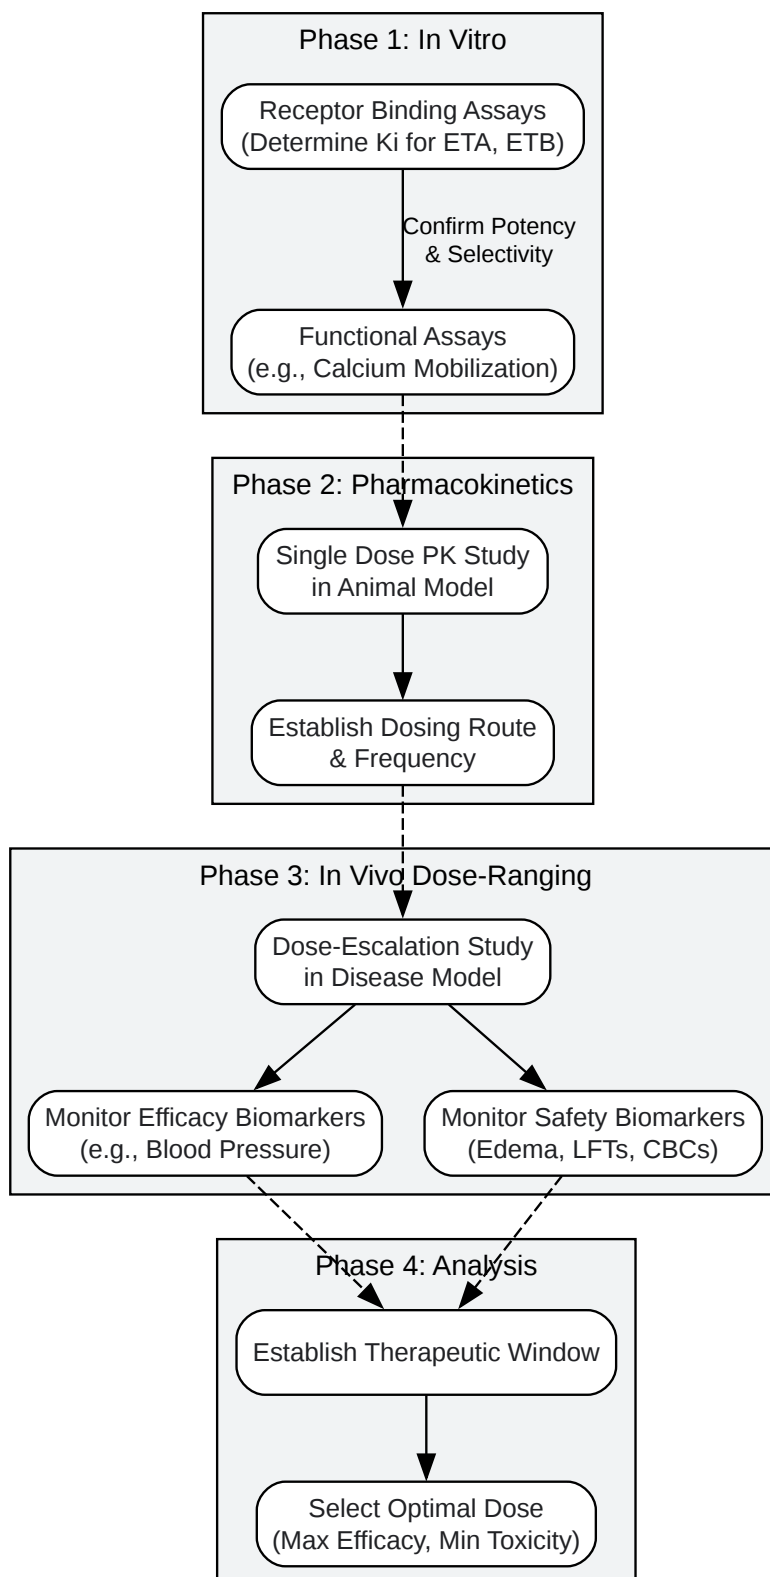 Phase 1: In Vitro
Receptor Binding Assays
(Determine Ki for ETA, ETB)
Confirm Potency
& Selectivity
Functional Assays
(e.g., Calcium Mobilization)
Phase 2: Pharmacokinetics
Single Dose PK Study
in Animal Model
Establish Dosing Route
& Frequency
Phase 3: In Vivo Dose-Ranging
Dose-Escalation Study
in Disease Model
Monitor Efficacy Biomarkers
(e.g., Blood Pressure)
Monitor Safety Biomarkers
(Edema, LFTs, CBCs)
Phase 4: Analysis
Establish Therapeutic Window
Select Optimal Dose
(Max Efficacy, Min Toxicity)